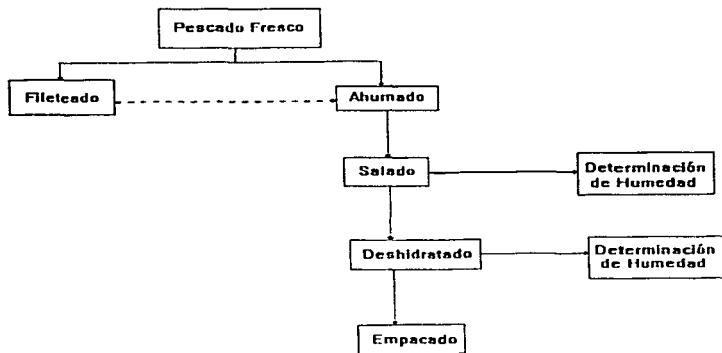 Pescado Fresco
Fileteado
Ahumado
Salado
Determinación
de Humedad
Deshidratado
Determinación
de Humedad
Empacado